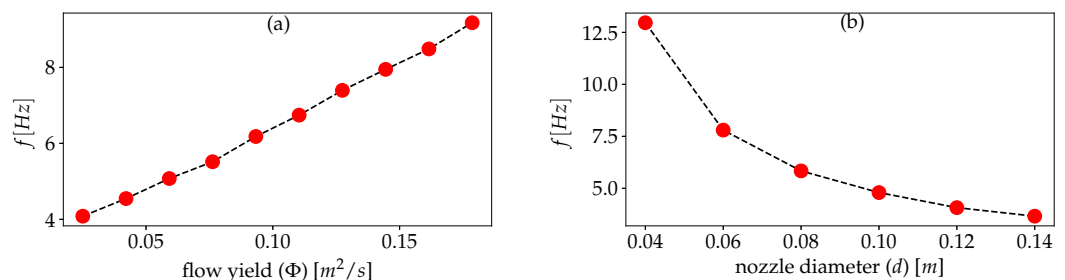 (a)
f [Hz]
8
6
4
0.05 0.10 0.15
flow yield (Φ) [m²/s]
(b)
f [Hz]
12.5
10.0
7.5
5.0
0.04 0.06 0.08 0.10 0.12 0.14
nozzle diameter (d) [m]